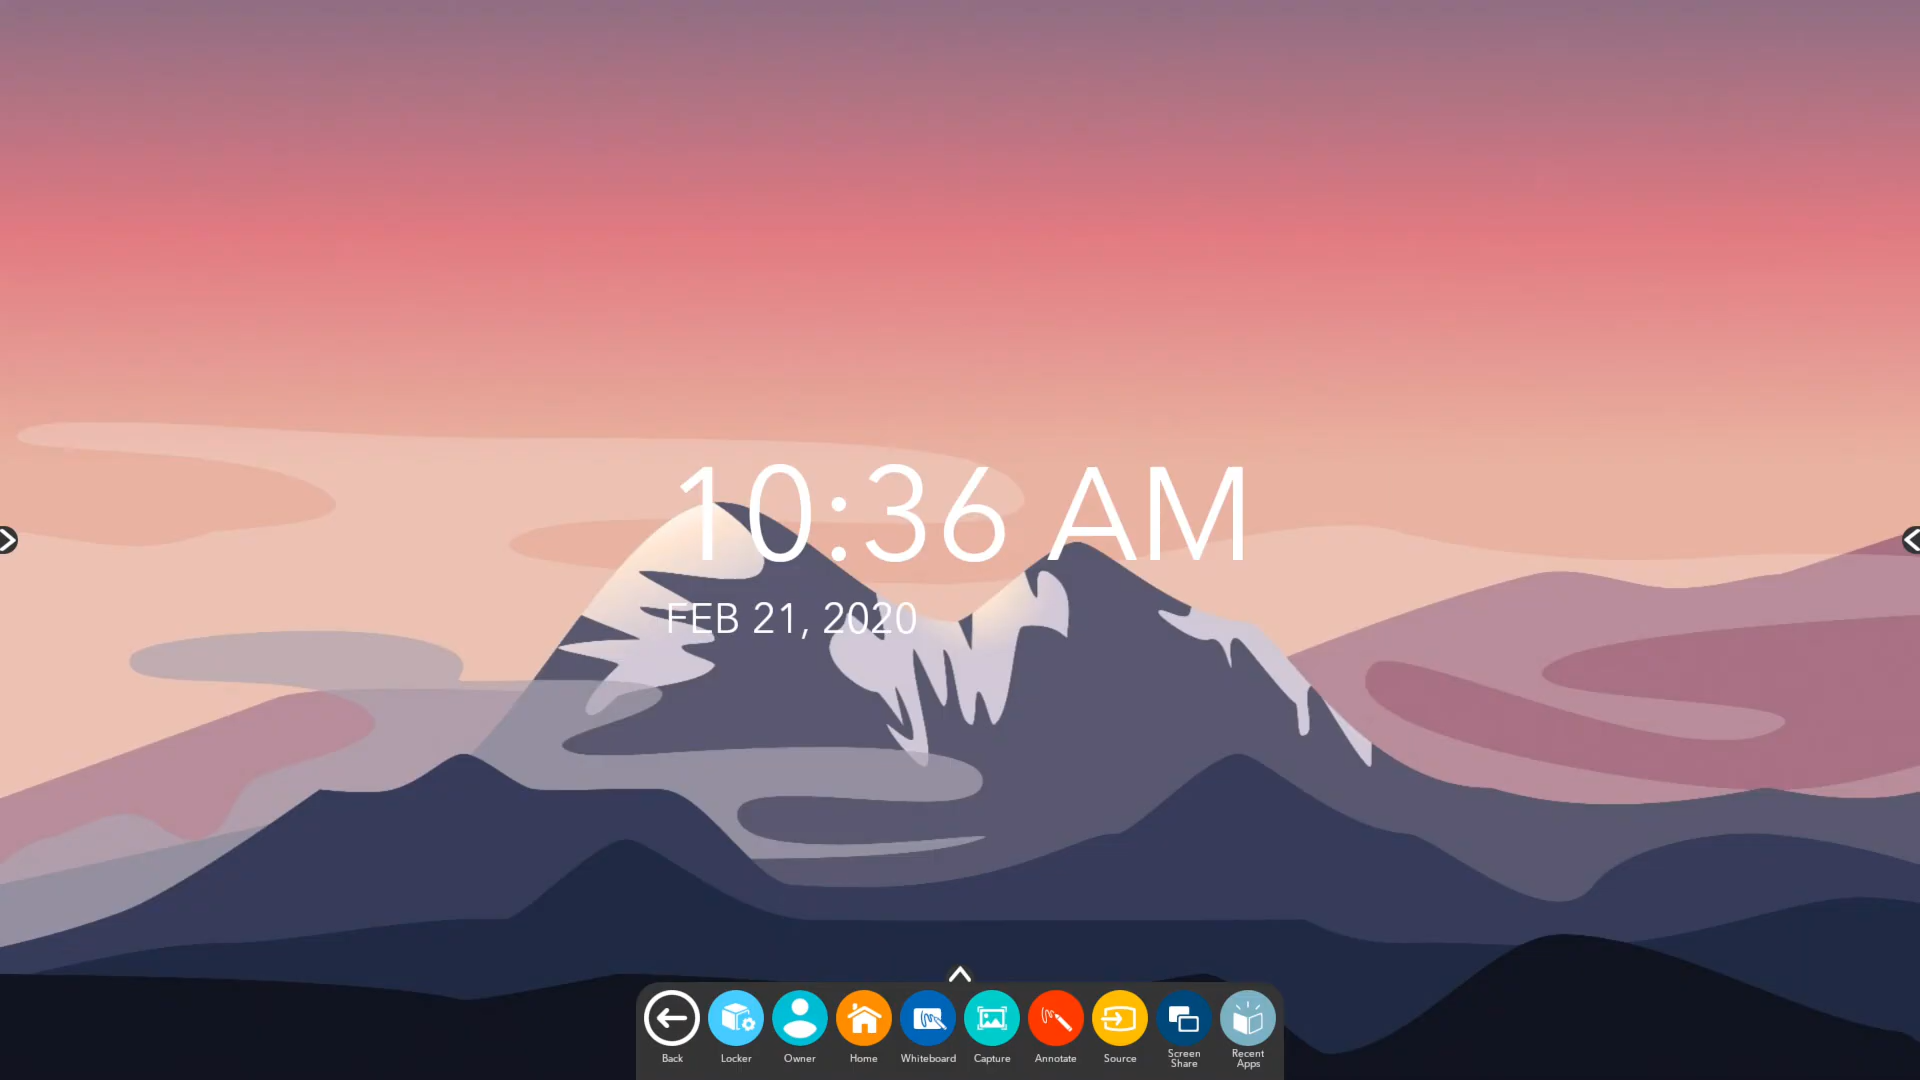 10:36 AM
FEB 21, 2020
Back
Locker
Owner
Home
Whiteboard
Capture
Annotate
Source
Screen
Share
Recent
Apps